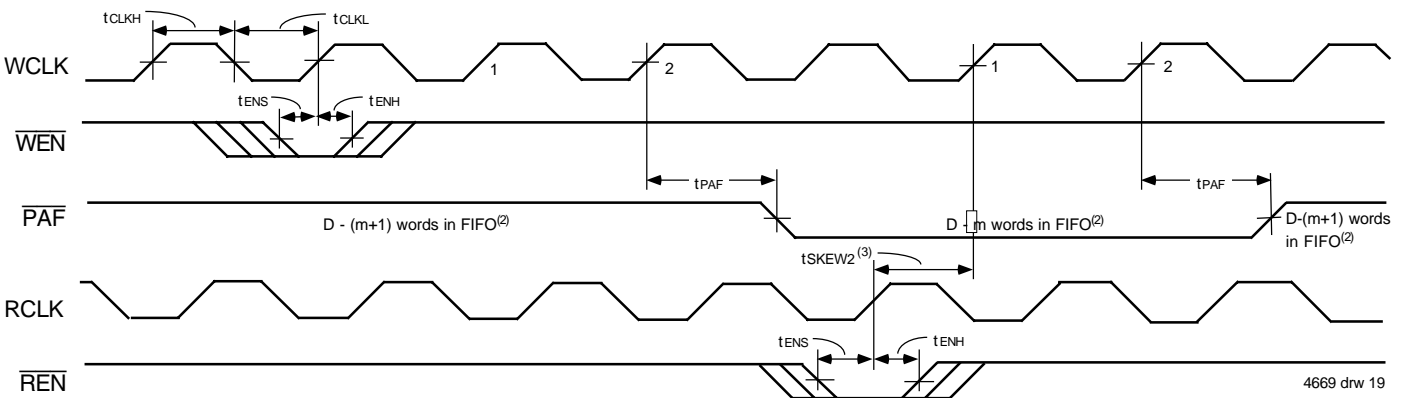 tCLKH
tCLKL
WCLK
1
2
1
2
tENS
tENH
WEN
tPAF
tPAF
PAF
D - (m+1) words in FIFO(2)
D - m words in FIFO(2)
D-(m+1) words
in FIFO(2)
tSKEW2 (3)
RCLK
tENS
tENH
REN
4669 drw 19